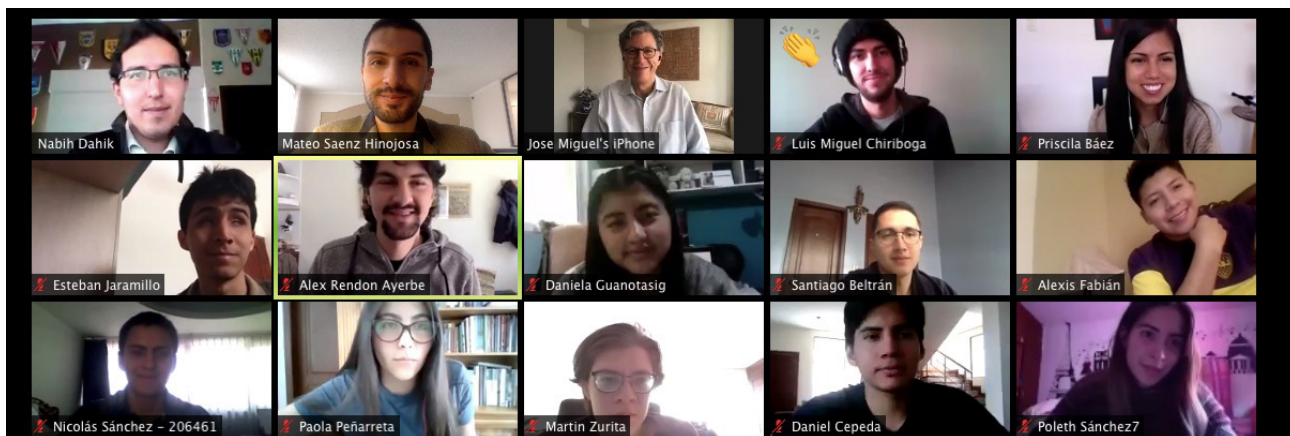 Nabih Dahik
Mateo Saenz Hinojosa
Jose Miguel's iPhone
Luis Miguel Chiriboga
Priscila Báez
Esteban Jaramillo
Alex Rendon Ayerbe
Daniela Guanotasig
Santiago Beltrán
Alexis Fabián
Nicolás Sánchez – 206461
Paola Peñarreta
Martin Zurita
Daniel Cepeda
Poleth Sánchez7